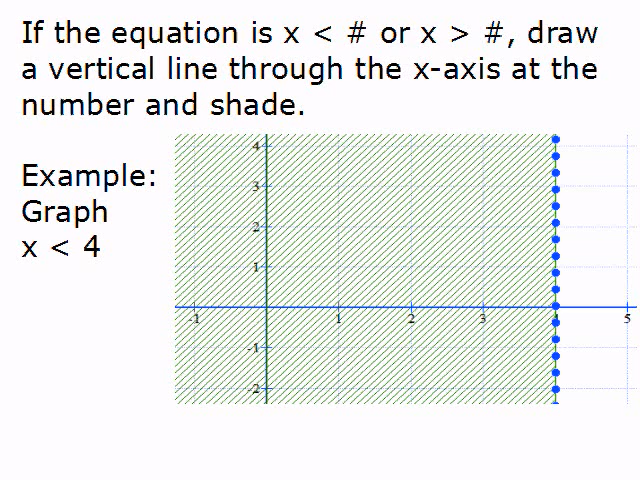 If the equation is x < # or x > #, draw
a vertical line through the x-axis at the
number and shade.
Example:
Graph
x < 4
4
3
2
1
-1 1 2 3 4 5
-1
-2